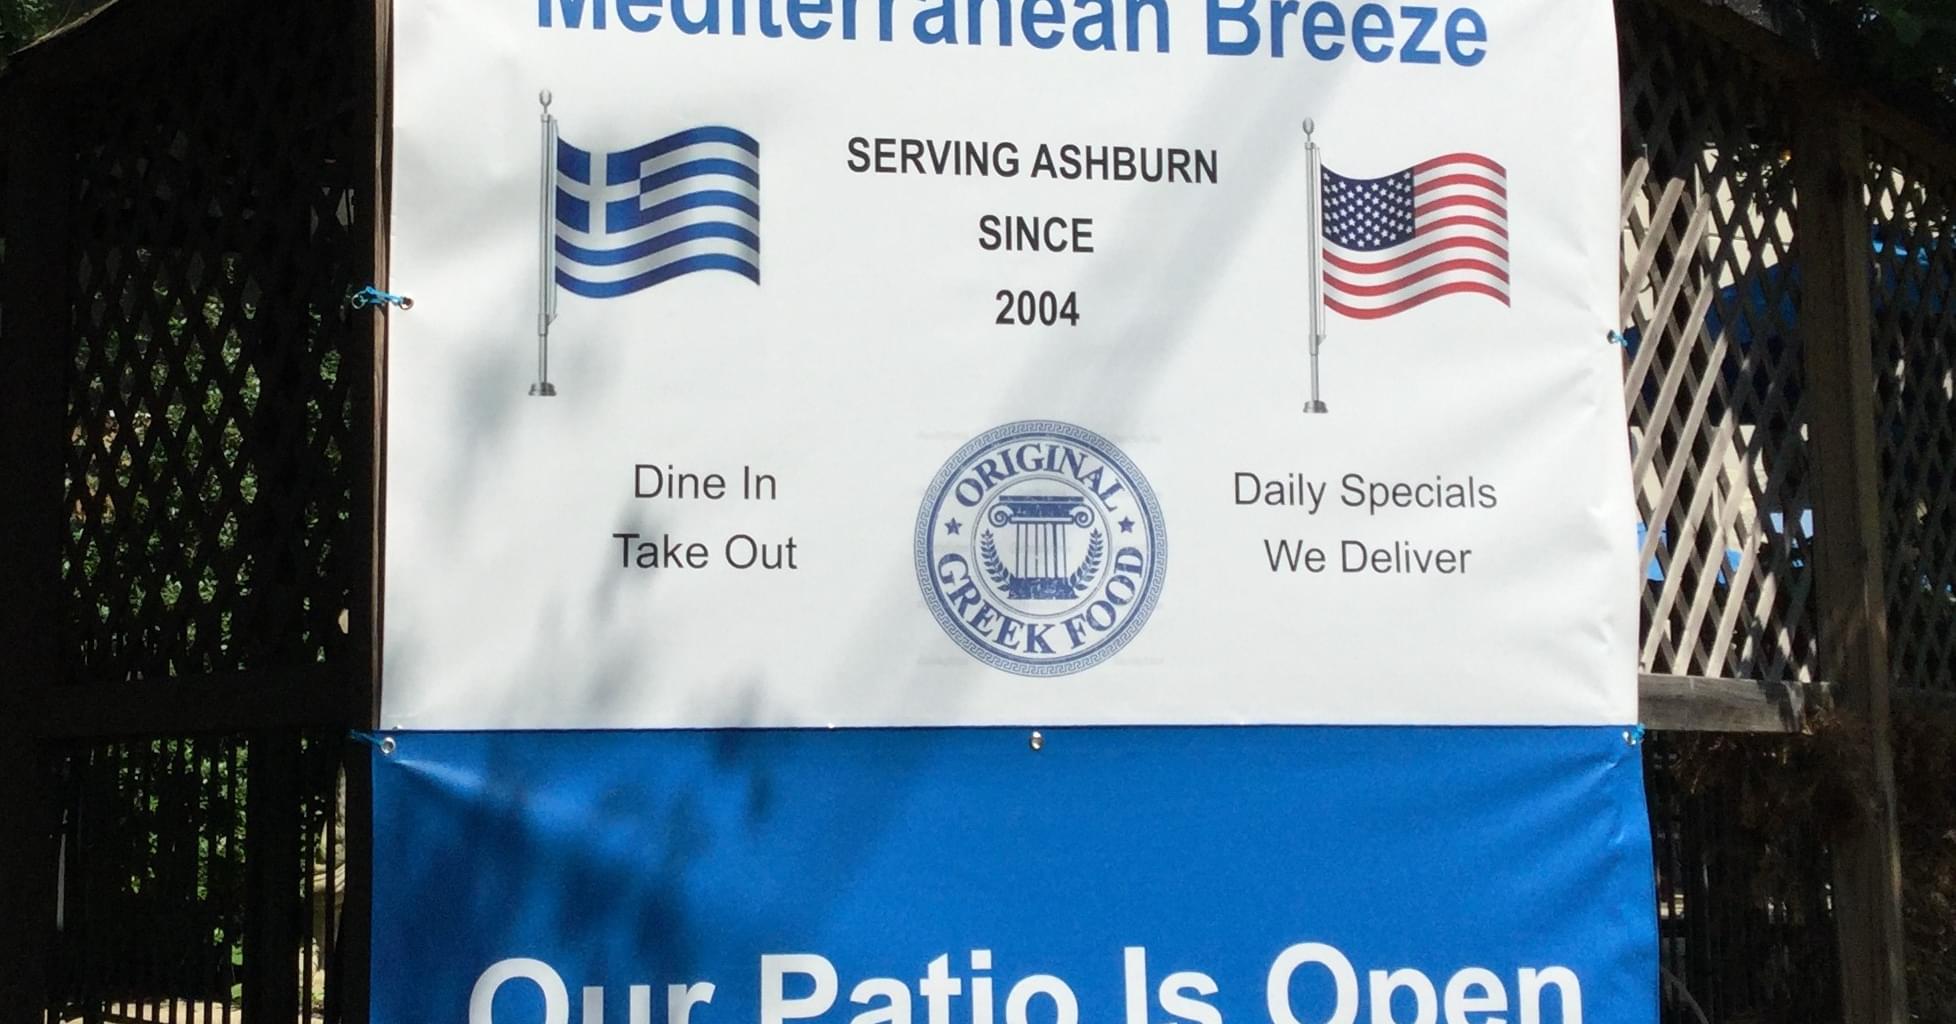 Mediterranean Breeze
SERVING ASHBURN
SINCE
2004
Dine In
Take Out
ORIGINAL
GREEK FOOD
Daily Specials
We Deliver
Our Patio Is Open